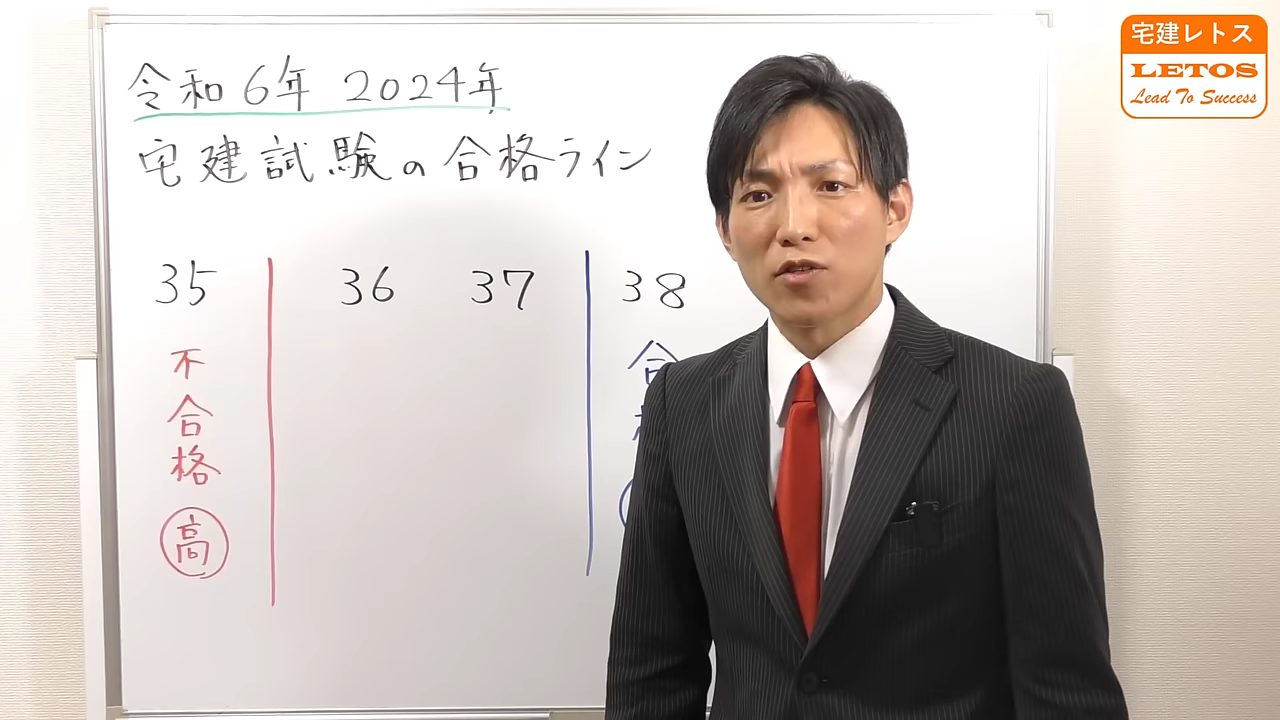 宅建レトス
LETOS
Lead To Success
令和6年 2024年
宅建試験の合格ライン
35 36 37 38
不合格
高
合